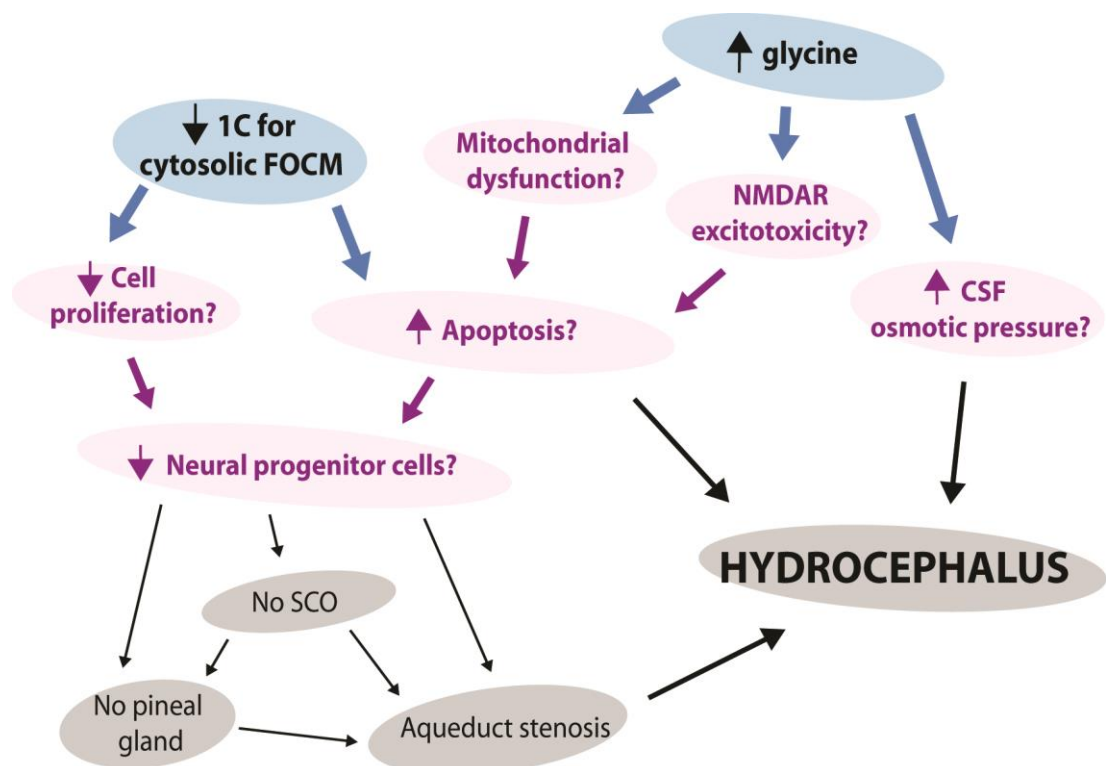 ↑ glycine
↓ 1C for
cytosolic FOCM
Mitochondrial
dysfunction?
NMDAR
excitotoxicity?
↓ Cell
proliferation?
↑ Apoptosis?
↑ CSF
osmotic pressure?
↓ Neural progenitor cells?
HYDROCEPHALUS
No SCO
No pineal
gland
Aqueduct stenosis